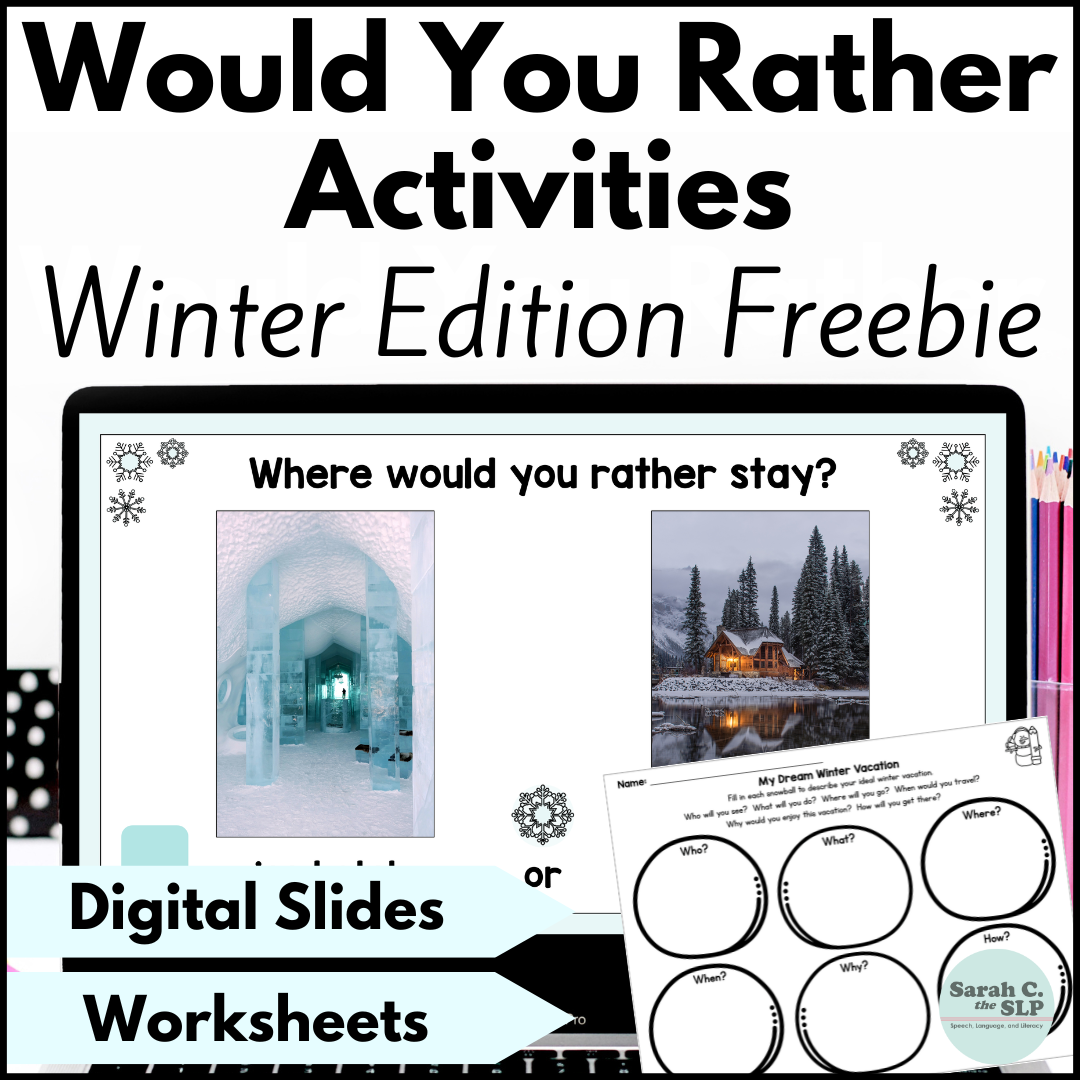 Would You Rather
Activities
Winter Edition Freebie
Where would you rather stay?
or
Digital Slides
Worksheets
Name:
My Dream Winter Vacation
Fill in each snowball to describe your ideal winter vacation.
Who will you see? What will you do? Where will you go? When would you travel?
Why would you enjoy this vacation? How will you get there?
Who?
What?
Where?
When?
Why?
How?
Sarah C.
the SLP
Speech, Language, and Literacy